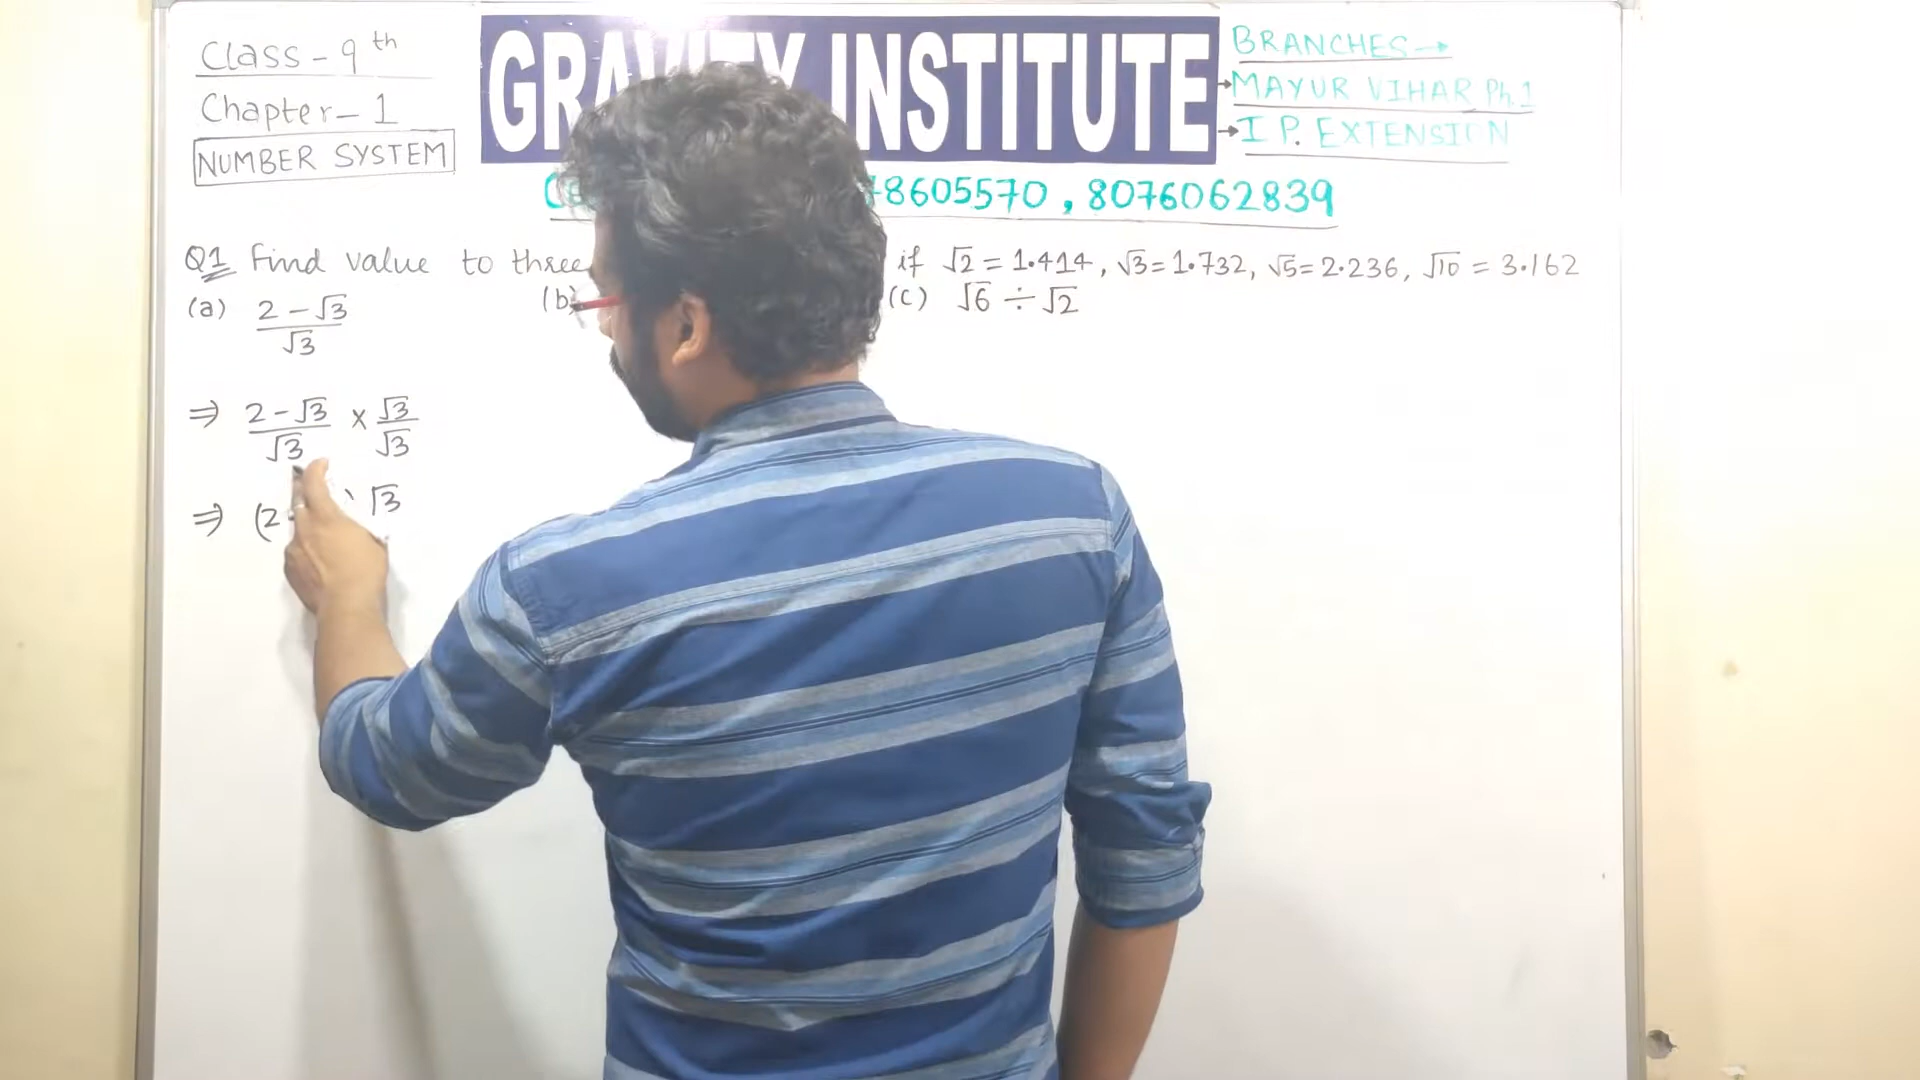 Class - 9th
Chapter - 1
NUMBER SYSTEM
INSTITUTE
BRANCHES→
→MAYUR VIHAR Ph.1
→I P. EXTENSION
78605570 , 8076062839
Q1 Find value to three if √2 = 1.414, √3 = 1.732, √5 = 2.236, √10 = 3.162
(a) (2 - √3)/√3 (b) (c) √6 ÷ √2
⇒ (2 - √3)/√3 × √3/√3
⇒ (2 - ) √3